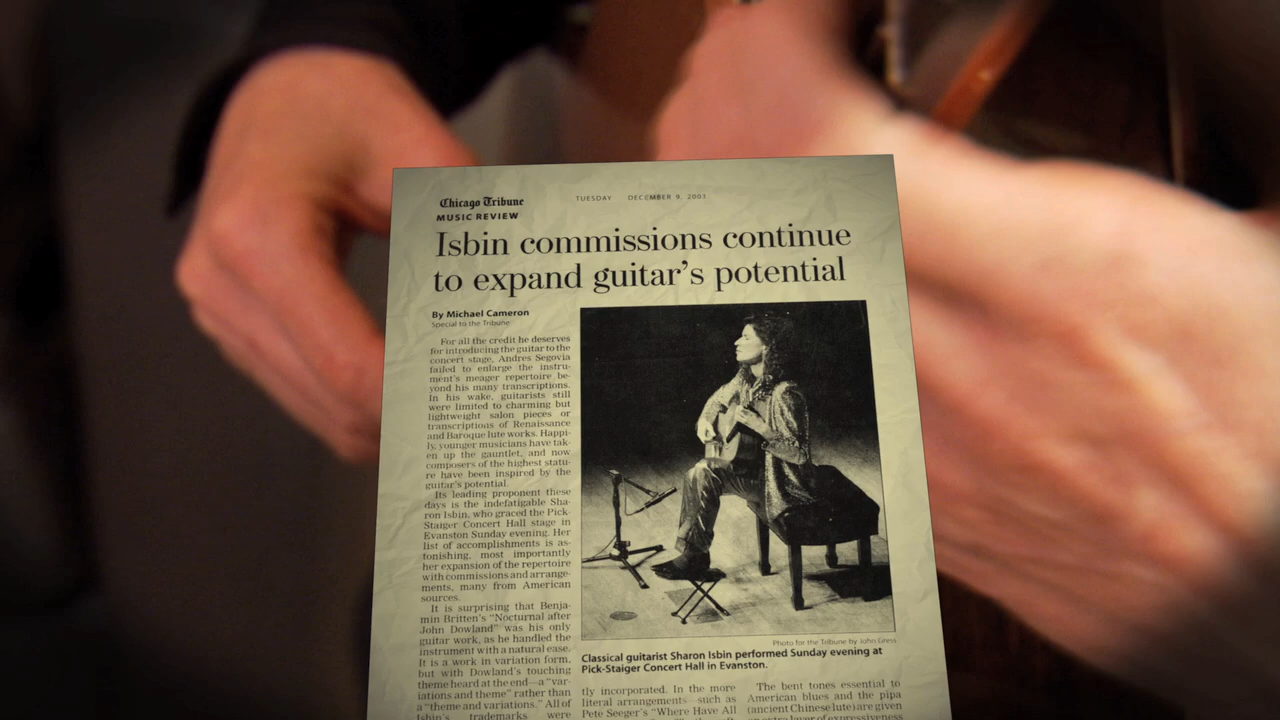 Chicago Tribune
TUESDAY DECEMBER 9, 2003
MUSIC REVIEW
Isbin commissions continue
to expand guitar's potential
By Michael Cameron
Special to the Tribune
For all the credit he deserves
for introducing the guitar to the
concert stage, Andres Segovia
failed to enlarge the instru-
ment's meager repertoire be-
yond his many transcriptions.
In his wake, guitarists still
were limited to charming but
lightweight salon pieces or
transcriptions of Renaissance
and Baroque lute works. Happi-
ly, younger musicians have tak-
en up the gauntlet, and now
composers of the highest statu-
re have been inspired by the
guitar's potential.
Its leading proponent these
days is the indefatigable Sha-
ron Isbin, who graced the Pick-
Staiger Concert Hall stage in
Evanston Sunday evening. Her
list of accomplishments is as-
tonishing, most importantly
her expansion of the repertoire
with commissions and arrange-
ments, many from American
sources.
It is surprising that Benja-
min Britten's "Nocturnal after
John Dowland" was his only
guitar work, as he handled the
instrument with a natural ease.
It is a work in variation form,
but with Dowland's touching
theme heard at the end—a "var-
iations and theme" rather than
a "theme and variations." All of
Isbin's trademarks were
Photo for the Tribune by John Gress
Classical guitarist Sharon Isbin performed Sunday evening at
Pick-Staiger Concert Hall in Evanston.
tly incorporated. In the more
literal arrangements—such as
Pete Seeger's "Where Have All
The bent tones essential to
American blues and the pipa
(ancient Chinese lute) are given
extra layer of expressiveness